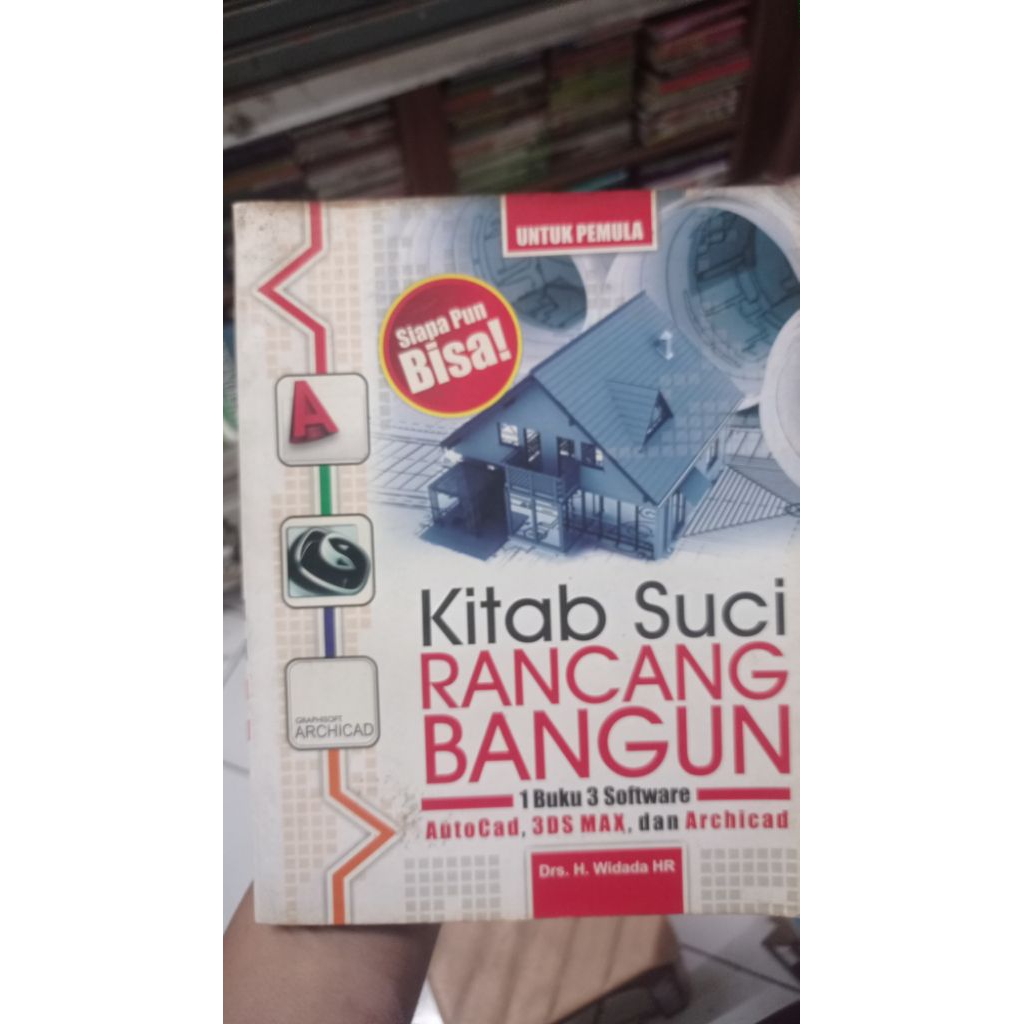 UNTUK PEMULA
Siapa Pun
Bisa!
A
GRAPHISOFT
ARCHICAD
Kitab Suci
RANCANG
BANGUN
1 Buku 3 Software
AutoCad, 3DS MAX, dan Archicad
Drs. H. Widada HR